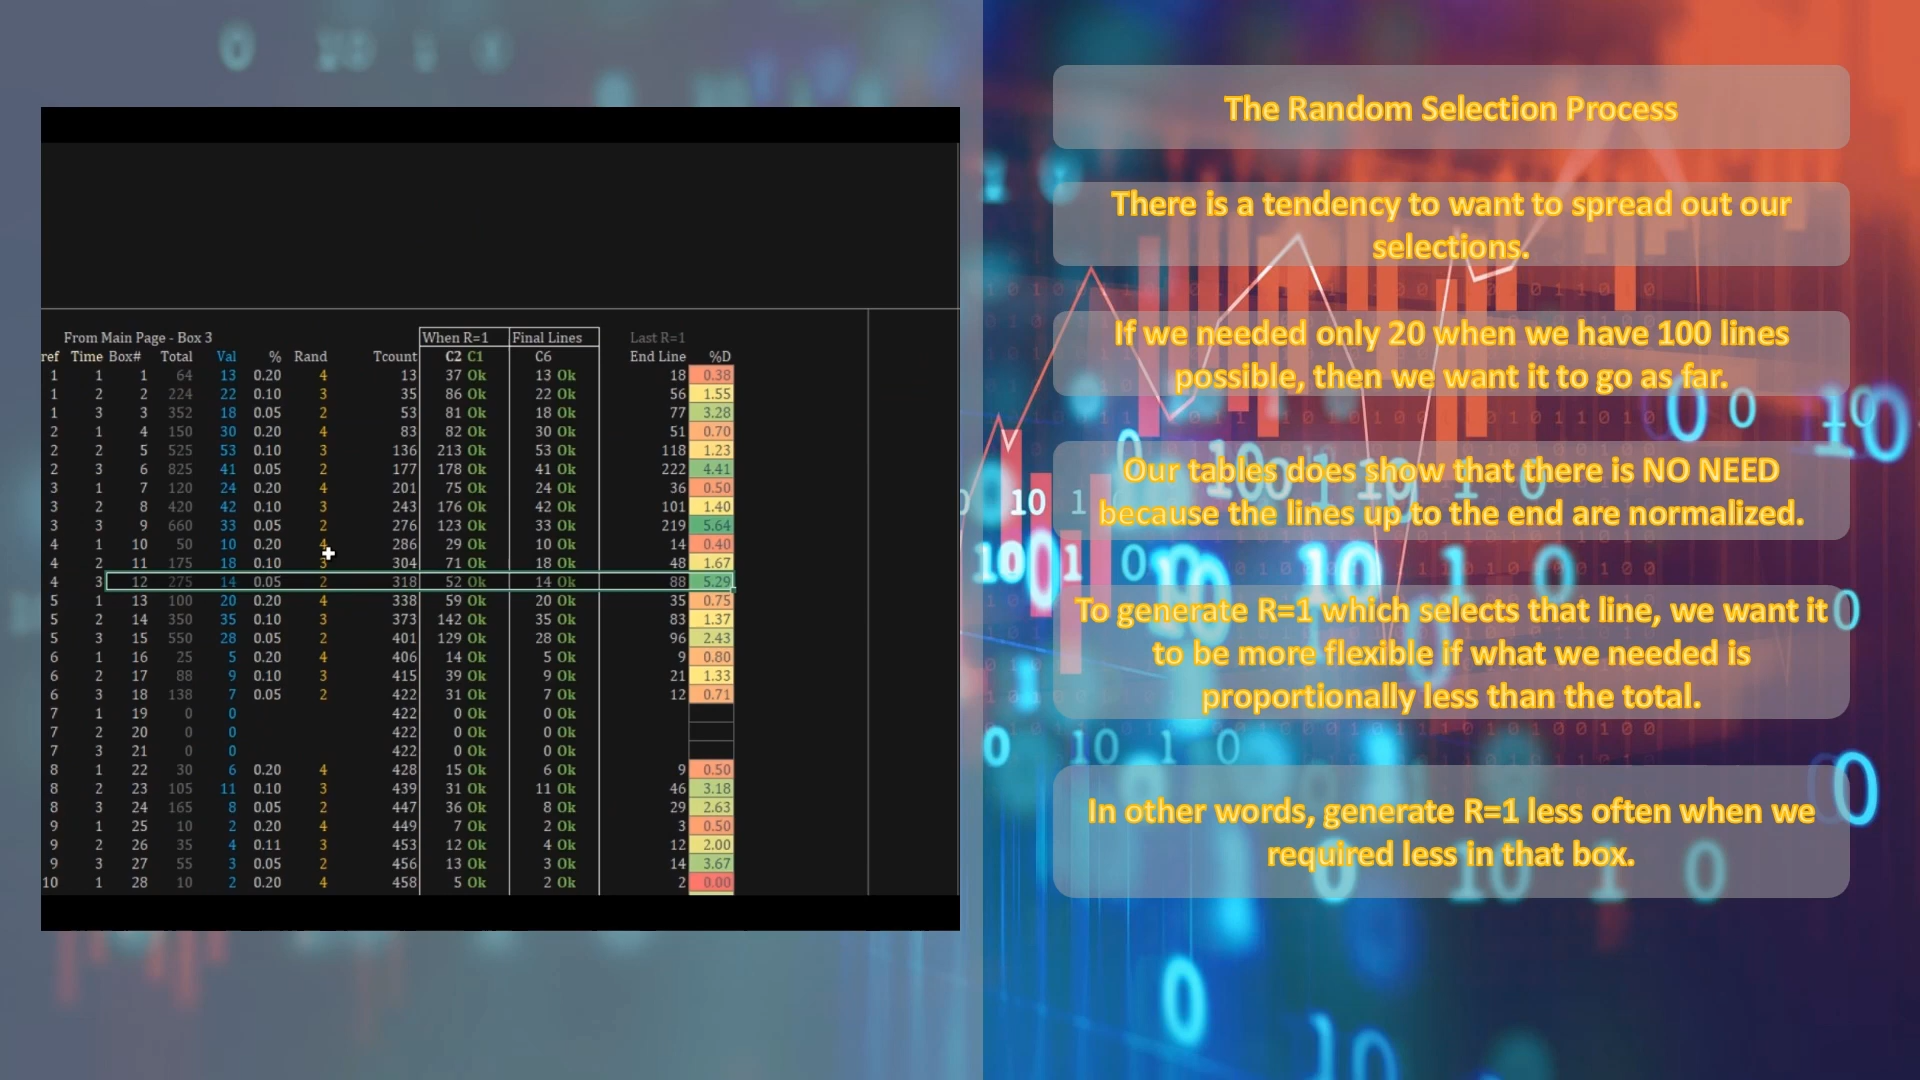 From Main Page - Box 3 When R=1 Final Lines Last R=1
ref Time Box# Total Val % Rand Tcount C2 C1 C6 End Line %D
1 1 1 64 13 0.20 4 13 37 Ok 13 Ok 18 0.38
1 2 2 224 22 0.10 3 35 86 Ok 22 Ok 56 1.55
1 3 3 352 18 0.05 2 53 81 Ok 18 Ok 77 3.28
2 1 4 150 30 0.20 4 83 82 Ok 30 Ok 51 0.70
2 2 5 525 53 0.10 3 136 213 Ok 53 Ok 118 1.23
2 3 6 825 41 0.05 2 177 178 Ok 41 Ok 222 4.41
3 1 7 120 24 0.20 4 201 75 Ok 24 Ok 36 0.50
3 2 8 420 42 0.10 3 243 176 Ok 42 Ok 101 1.40
3 3 9 660 33 0.05 2 276 123 Ok 33 Ok 219 5.64
4 1 10 50 10 0.20 4 286 29 Ok 10 Ok 14 0.40
4 2 11 175 18 0.10 3 304 71 Ok 18 Ok 48 1.67
4 3 12 275 14 0.05 2 318 52 Ok 14 Ok 88 5.29
5 1 13 100 20 0.20 4 338 59 Ok 20 Ok 35 0.75
5 2 14 350 35 0.10 3 373 142 Ok 35 Ok 83 1.37
5 3 15 550 28 0.05 2 401 129 Ok 28 Ok 96 2.43
6 1 16 25 5 0.20 4 406 14 Ok 5 Ok 9 0.80
6 2 17 88 9 0.10 3 415 39 Ok 9 Ok 21 1.33
6 3 18 138 7 0.05 2 422 31 Ok 7 Ok 12 0.71
7 1 19 0 0 422 0 Ok 0 Ok
7 2 20 0 0 422 0 Ok 0 Ok
7 3 21 0 0 422 0 Ok 0 Ok
8 1 22 30 6 0.20 4 428 15 Ok 6 Ok 9 0.50
8 2 23 105 11 0.10 3 439 31 Ok 11 Ok 46 3.18
8 3 24 165 8 0.05 2 447 36 Ok 8 Ok 29 2.63
9 1 25 10 2 0.20 4 449 7 Ok 2 Ok 3 0.50
9 2 26 35 4 0.11 3 453 12 Ok 4 Ok 12 2.00
9 3 27 55 3 0.05 2 456 13 Ok 3 Ok 14 3.67
10 1 28 10 2 0.20 4 458 5 Ok 2 Ok 2 0.00
The Random Selection Process
There is a tendency to want to spread out our
selections.
If we needed only 20 when we have 100 lines
possible, then we want it to go as far.
Our tables does show that there is NO NEED
because the lines up to the end are normalized.
To generate R=1 which selects that line, we want it
to be more flexible if what we needed is
proportionally less than the total.
In other words, generate R=1 less often when we
required less in that box.